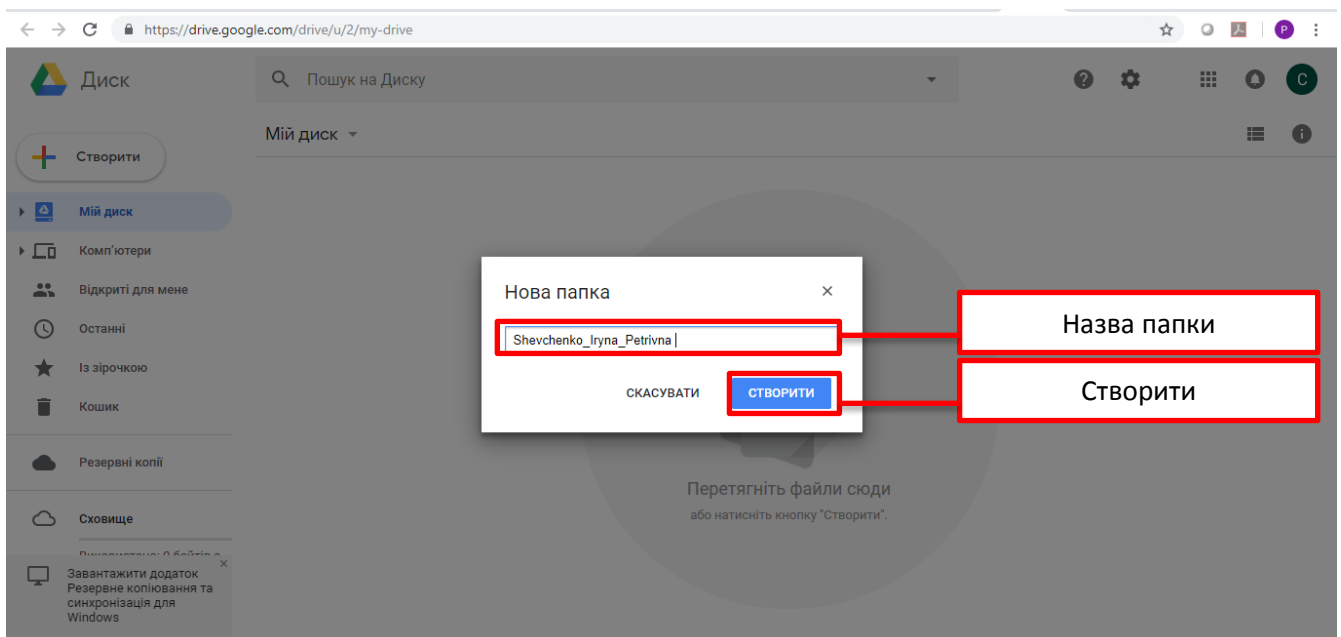 https://drive.google.com/drive/u/2/my-drive
P
Диск
Пошук на Диску
C
Створити
Мій диск
Мій диск
Комп'ютери
Відкриті для мене
Останні
Із зірочкою
Кошик
Резервні копії
Сховище
Завантажити додаток
Резервне копіювання та
синхронізація для
Windows
Нова папка
Shevchenko_Iryna_Petrivna
СКАСУВАТИ
СТВОРИТИ
Назва папки
Створити
Перетягніть файли сюди
або натисніть кнопку "Створити".